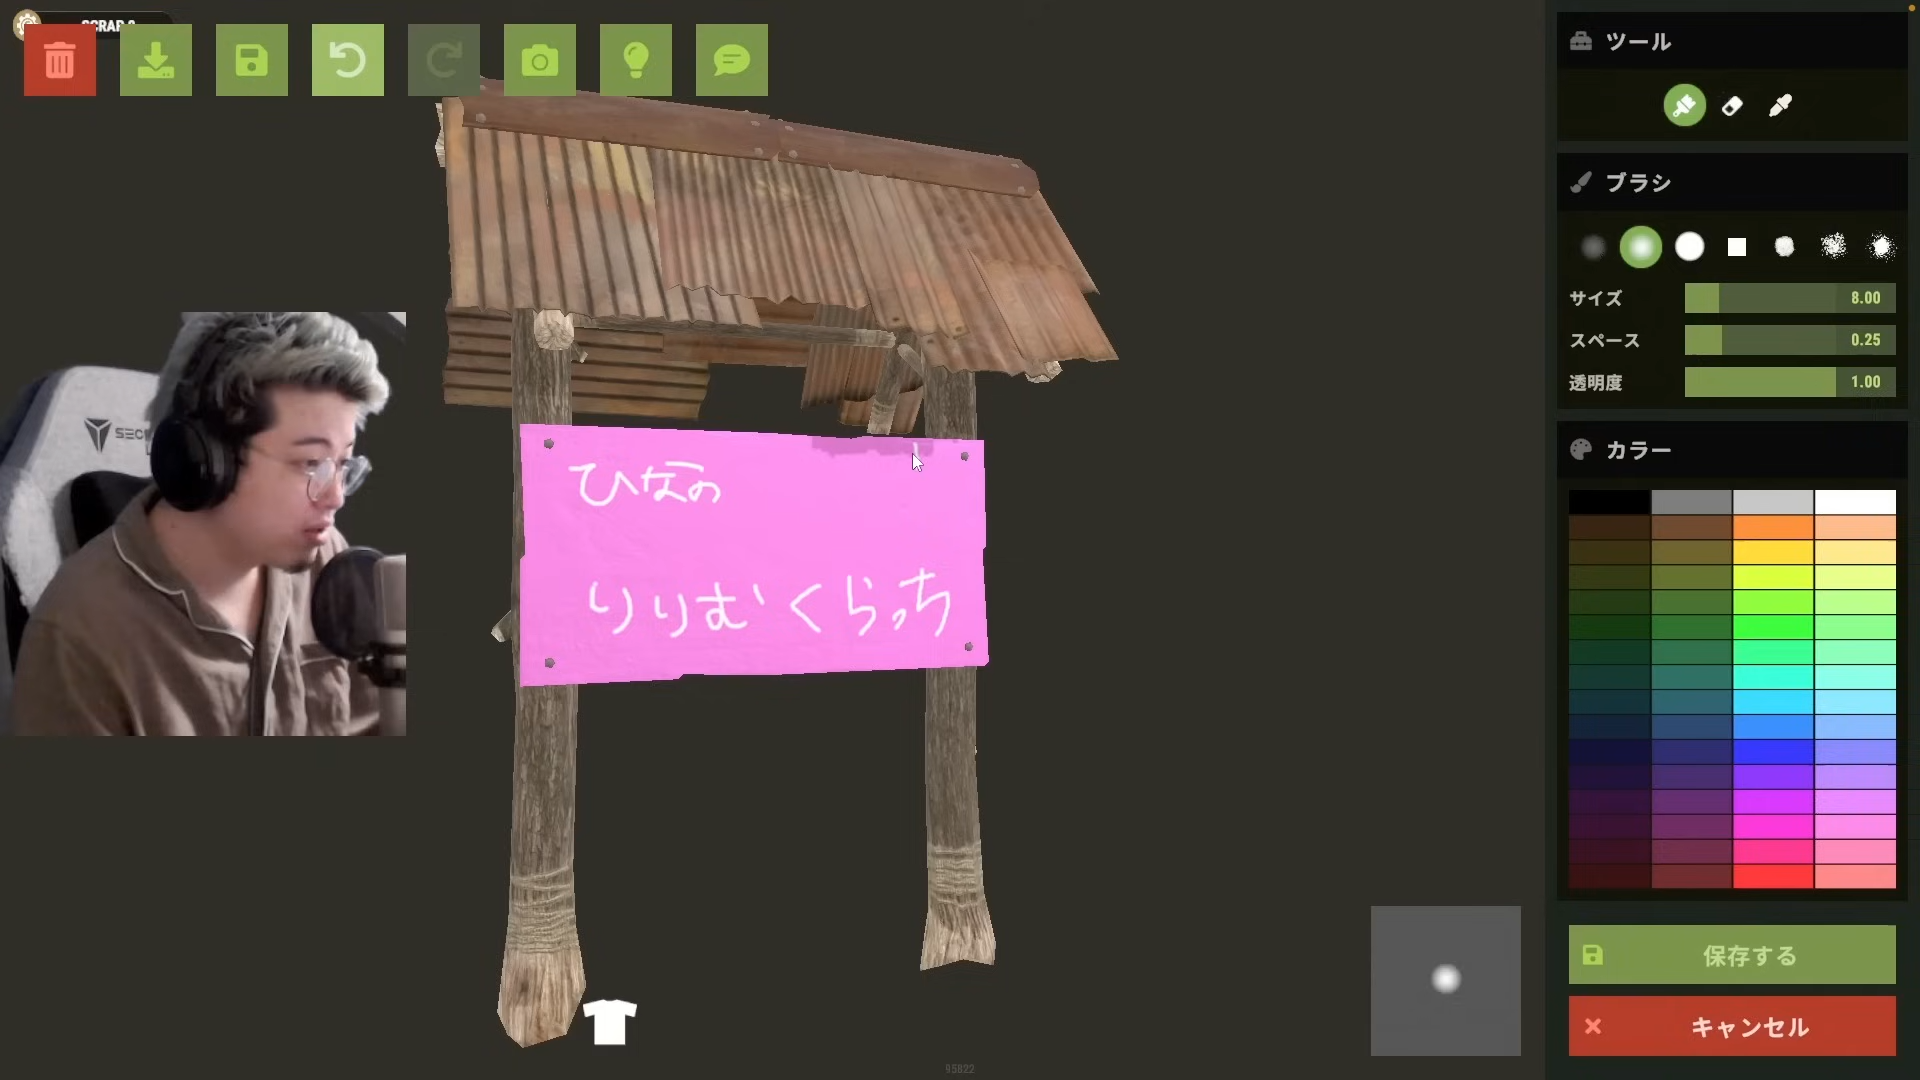 ツール
ブラシ
サイズ 8.00
スペース 0.25
透明度 1.00
カラー
保存する
キャンセル
ひなの
りりむ くらっち
95822